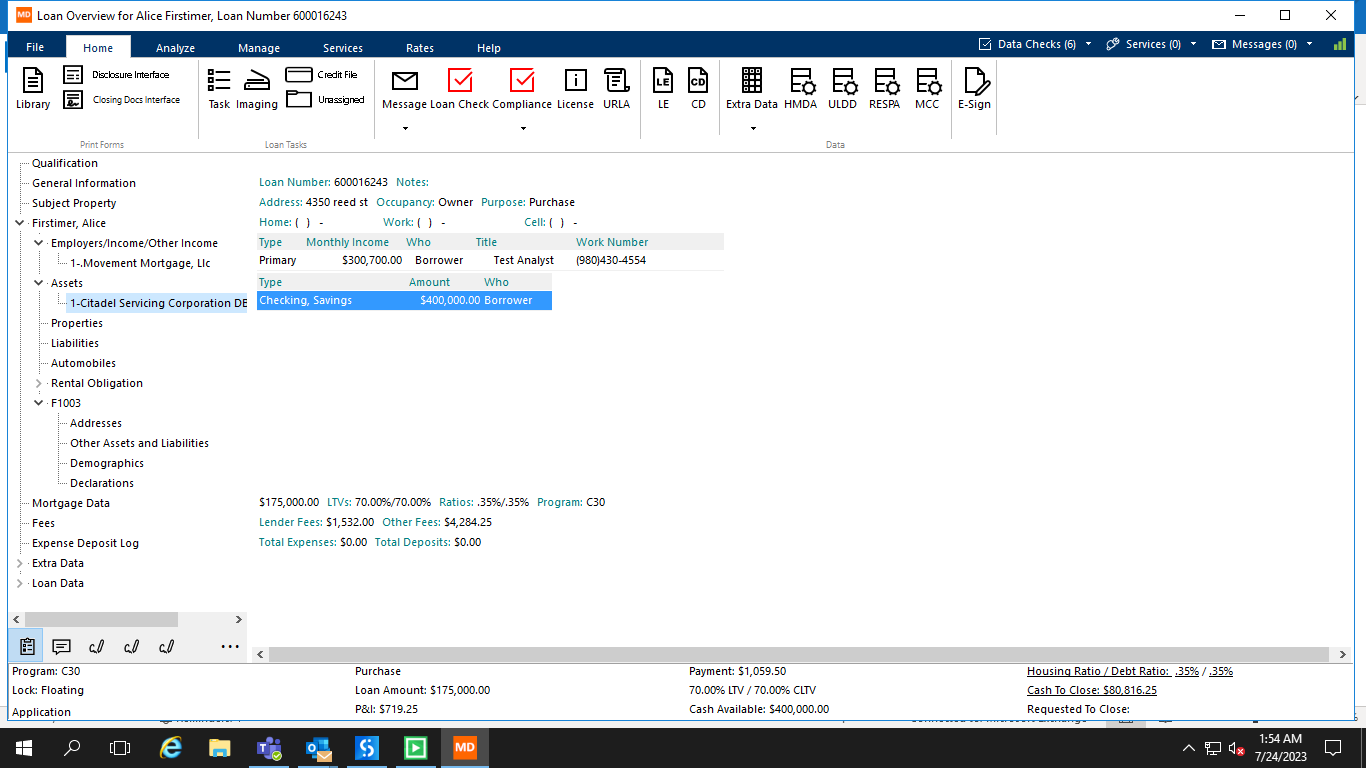 MD Loan Overview for Alice Firstimer, Loan Number 600016243
File Home Analyze Manage Services Rates Help Data Checks (6) Services (0) Messages (0)
Library Disclosure Interface Closing Docs Interface Task Imaging Credit File Unassigned Message Loan Check Compliance License URLA LE CD Extra Data HMDA ULDD RESPA MCC E-Sign
Print Forms Loan Tasks Data
Qualification
General Information
Subject Property
Firstimer, Alice
Employers/Income/Other Income
1-.Movement Mortgage, Llc
Assets
1-Citadel Servicing Corporation DB
Properties
Liabilities
Automobiles
Rental Obligation
F1003
Addresses
Other Assets and Liabilities
Demographics
Declarations
Mortgage Data
Fees
Expense Deposit Log
Extra Data
Loan Data
Loan Number: 600016243 Notes:
Address: 4350 reed st Occupancy: Owner Purpose: Purchase
Home: ( ) - Work: ( ) - Cell: ( ) -
Type Monthly Income Who Title Work Number
Primary $300,700.00 Borrower Test Analyst (980)430-4554
Type Amount Who
Checking, Savings $400,000.00 Borrower
$175,000.00 LTVs: 70.00%/70.00% Ratios: .35%/.35% Program: C30
Lender Fees: $1,532.00 Other Fees: $4,284.25
Total Expenses: $0.00 Total Deposits: $0.00
Program: C30 Purchase Payment: $1,059.50 Housing Ratio / Debt Ratio: .35% / .35%
Lock: Floating Loan Amount: $175,000.00 70.00% LTV / 70.00% CLTV Cash To Close: $80,816.25
Application P&I: $719.25 Cash Available: $400,000.00 Requested To Close:
MD 1:54 AM
7/24/2023